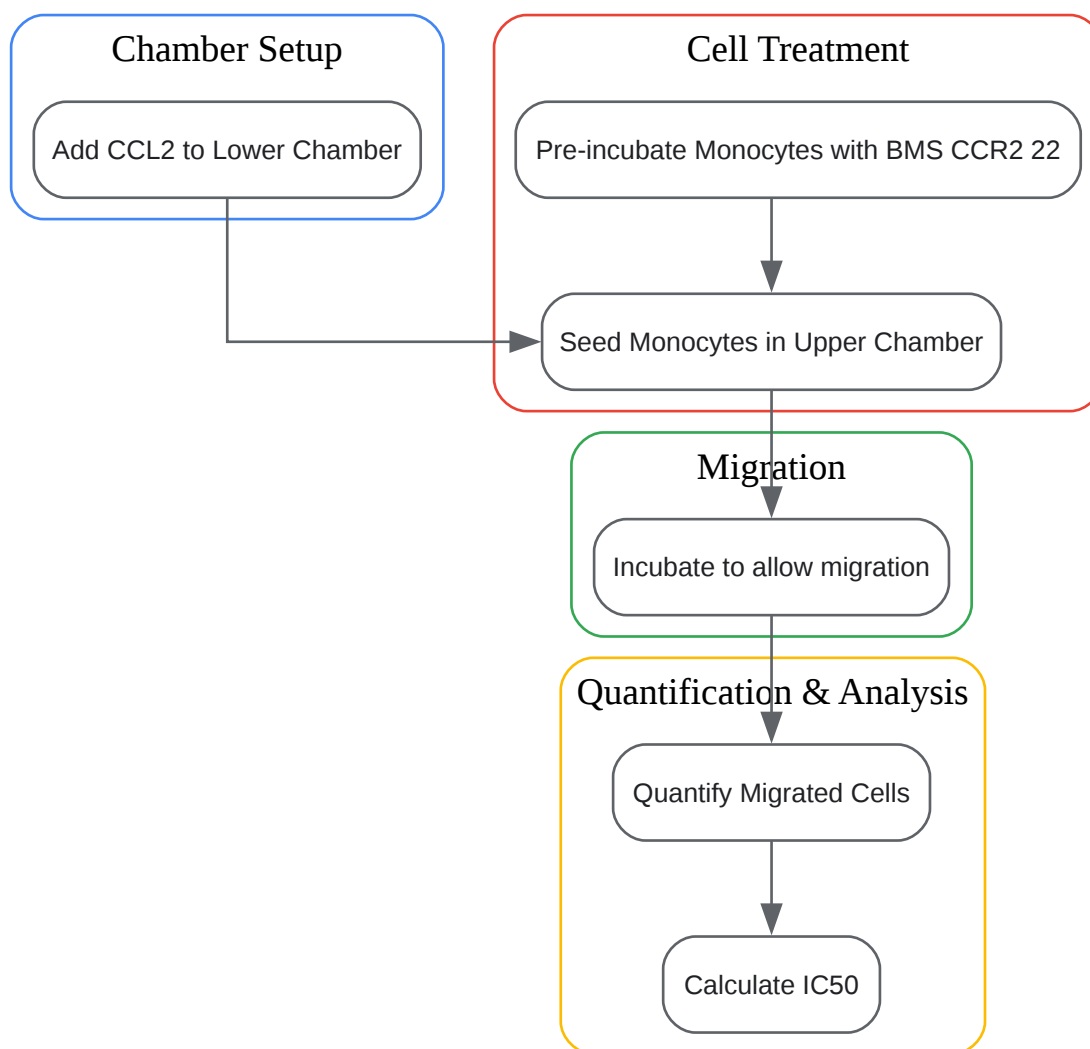 Chamber Setup
Add CCL2 to Lower Chamber
Cell Treatment
Pre-incubate Monocytes with BMS CCR2 22
Seed Monocytes in Upper Chamber
Migration
Incubate to allow migration
Quantification & Analysis
Quantify Migrated Cells
Calculate IC50